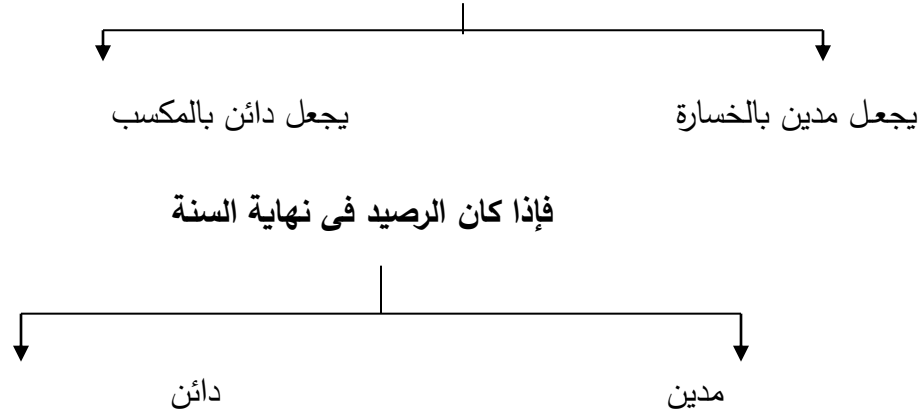 يجعل مدين بالخسارة يجعل دائن بالمكسب
فإذا كان الرصيد فى نهاية السنة
مدين دائن